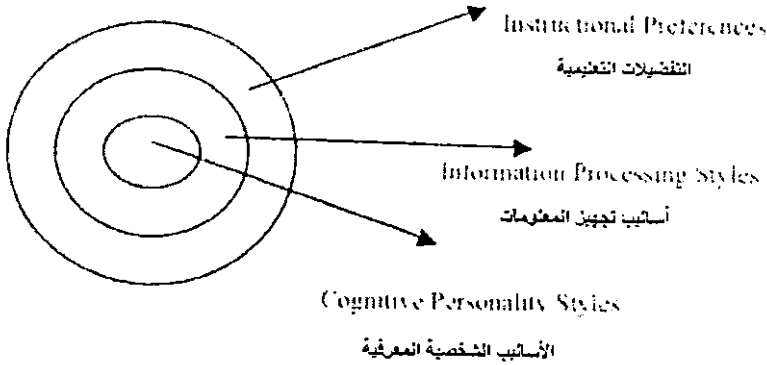 Instructional Preferences
التفضيلات التعليمية
Information Processing Styles
أساليب تجهيز المعلومات
Cognitive Personality Styles
الأساليب الشخصية المعرفية